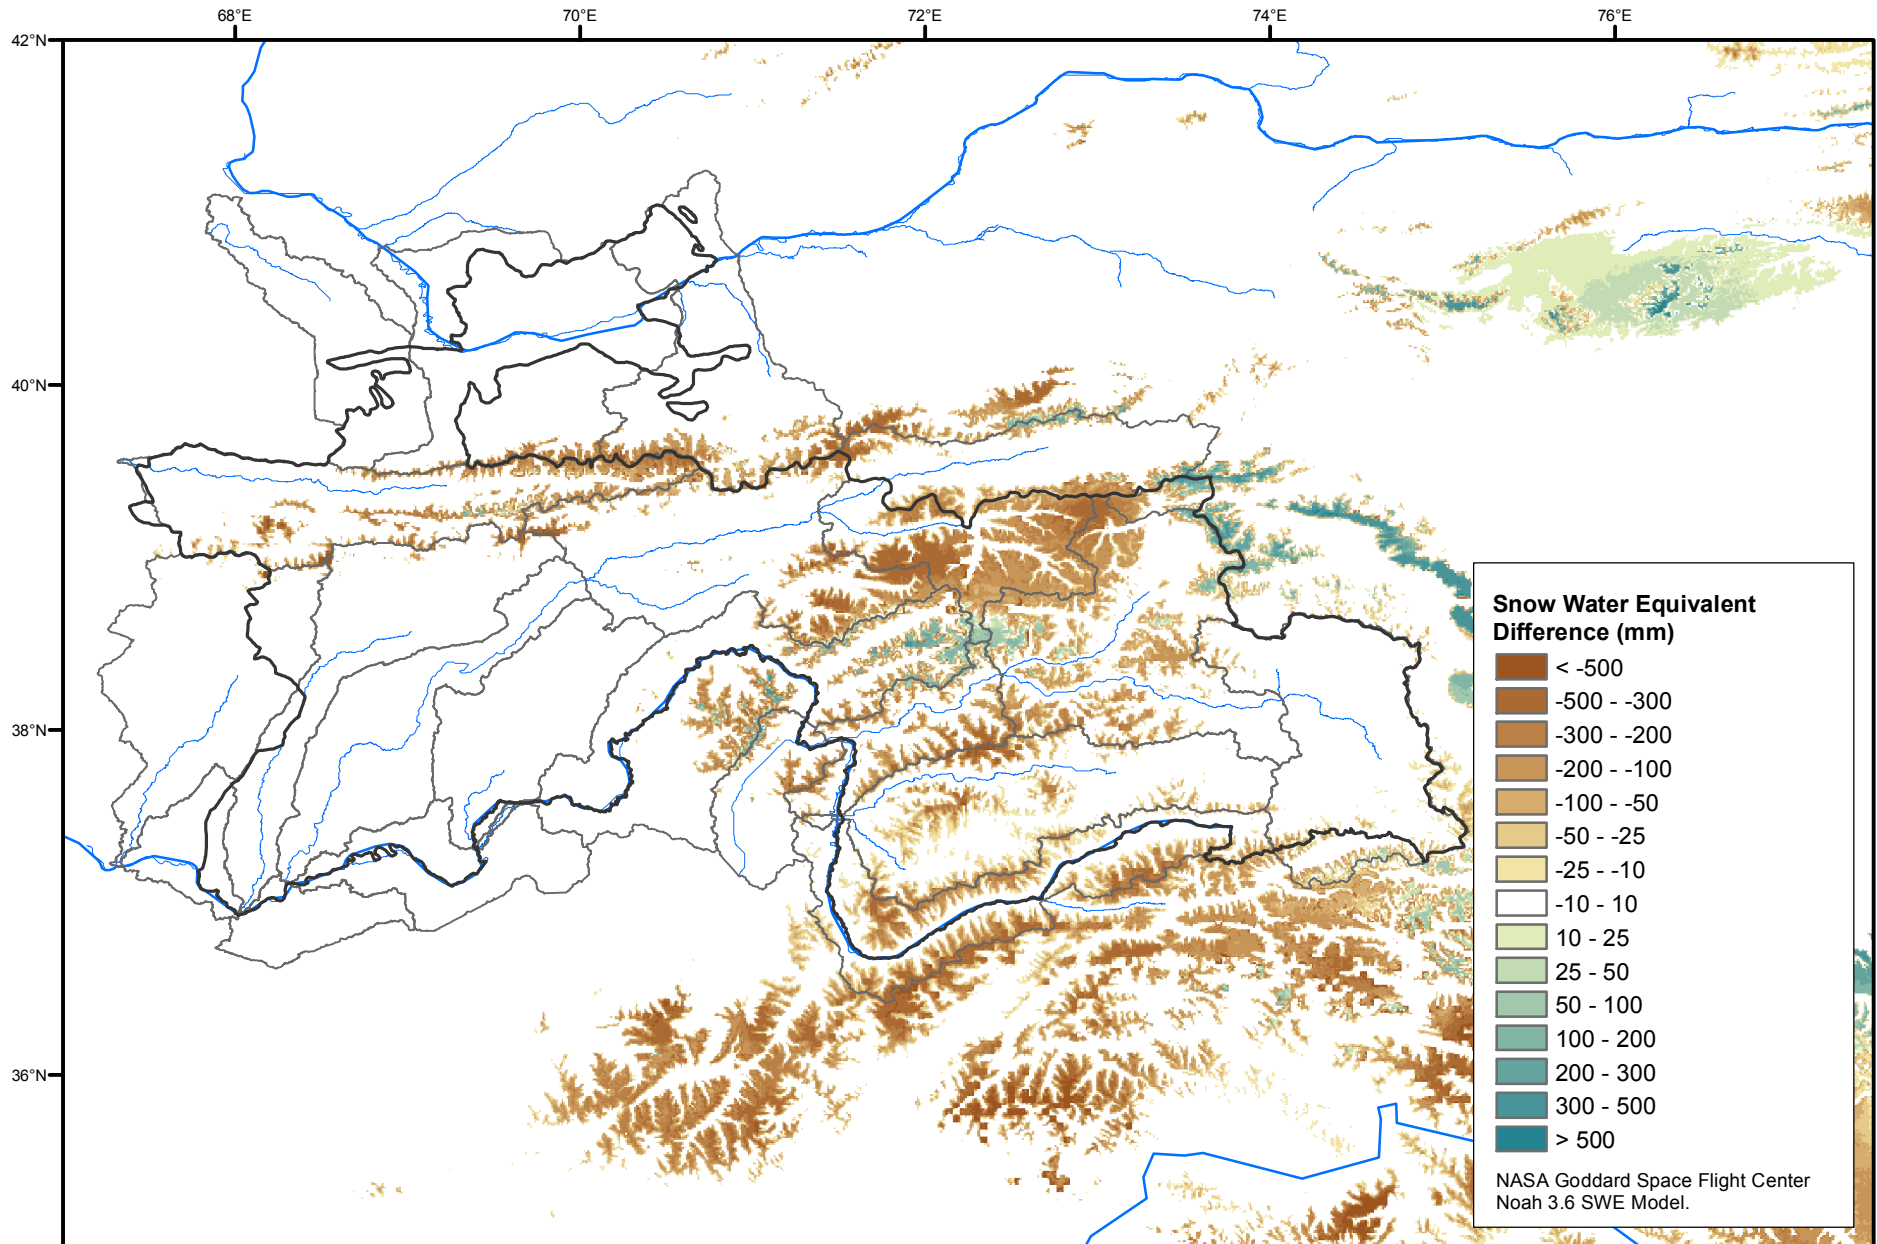 68°E
70°E
72°E
74°E
76°E
42°N
40°N
38°N
36°N
Snow Water Equivalent
Difference (mm)
< -500
-500 - -300
-300 - -200
-200 - -100
-100 - -50
-50 - -25
-25 - -10
-10 - 10
10 - 25
25 - 50
50 - 100
100 - 200
200 - 300
300 - 500
> 500
NASA Goddard Space Flight Center
Noah 3.6 SWE Model.